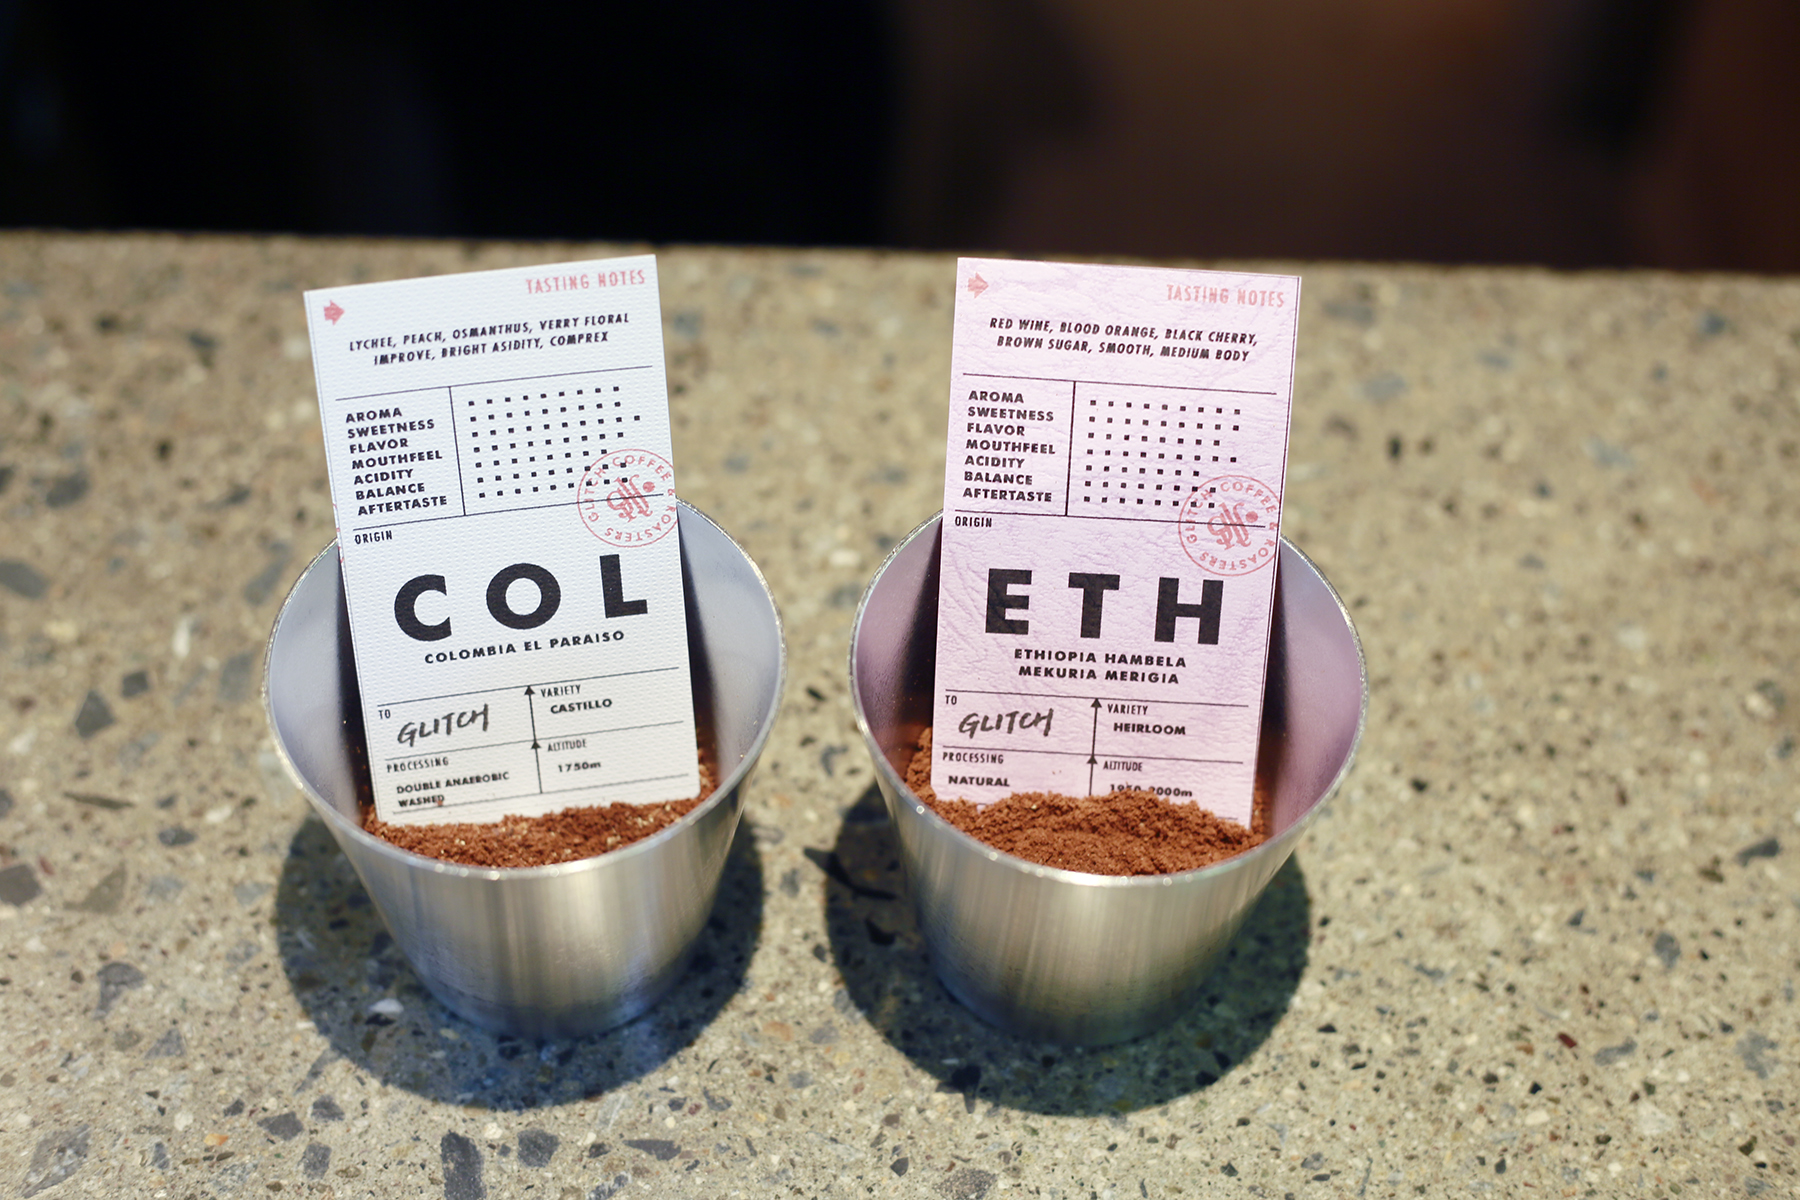 TASTING NOTES
LYCHEE, PEACH, OSMANTHUS, VERRY FLORAL
IMPROVE, BRIGHT ASIDITY, COMPREX
AROMA
SWEETNESS
FLAVOR
MOUTHFEEL
ACIDITY
BALANCE
AFTERTASTE
GLITCH COFFEE & ROASTERS
ORIGIN
COL
COLOMBIA EL PARAISO
TO
GLITCH
VARIETY
CASTILLO
PROCESSING
DOUBLE ANAEROBIC
WASHED
ALTITUDE
1750m
TASTING NOTES
RED WINE, BLOOD ORANGE, BLACK CHERRY,
BROWN SUGAR, SMOOTH, MEDIUM BODY
AROMA
SWEETNESS
FLAVOR
MOUTHFEEL
ACIDITY
BALANCE
AFTERTASTE
GLITCH COFFEE & ROASTERS
ORIGIN
ETH
ETHIOPIA HAMBELA
MEKURIA MERIGIA
TO
GLITCH
VARIETY
HEIRLOOM
PROCESSING
NATURAL
ALTITUDE